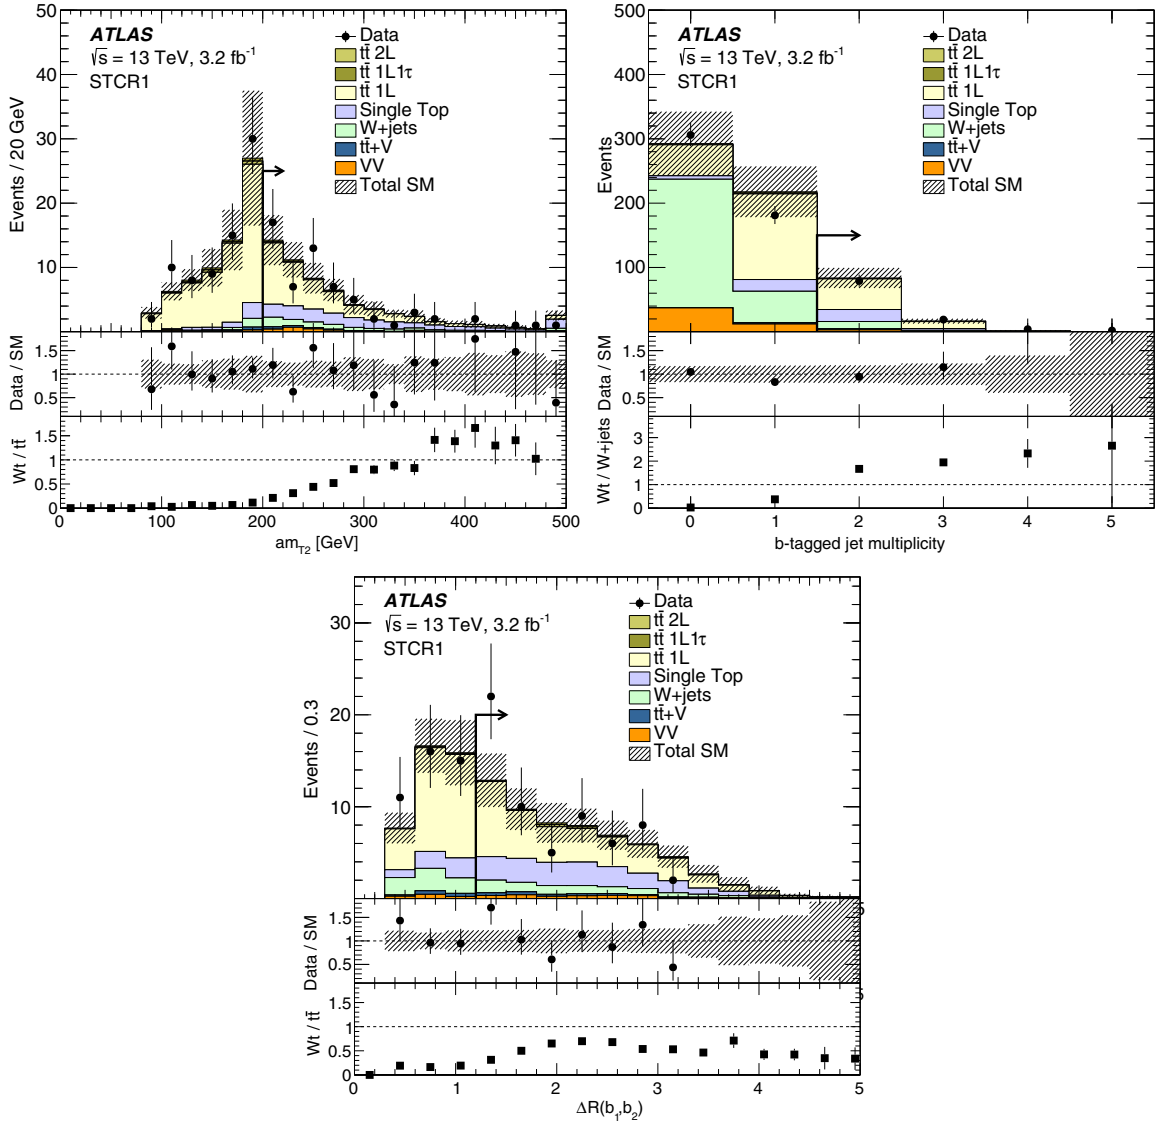 ATLAS
√s = 13 TeV, 3.2 fb⁻¹
STCR1
Data
tt̄ 2L
tt̄ 1L1τ
tt̄ 1L
Single Top
W+jets
tt̄+V
VV
Total SM
Events / 20 GeV
50
40
30
20
10
0
Data / SM
1.5
1
0.5
Wt / tt̄
1.5
1
0.5
0
0 100 200 300 400 500
am_T2 [GeV]
ATLAS
√s = 13 TeV, 3.2 fb⁻¹
STCR1
Data
tt̄ 2L
tt̄ 1L1τ
tt̄ 1L
Single Top
W+jets
tt̄+V
VV
Total SM
Events
500
400
300
200
100
Data / SM
1.5
1
0.5
Wt / W+jets
3
2
1
0
0 1 2 3 4 5
b-tagged jet multiplicity
ATLAS
√s = 13 TeV, 3.2 fb⁻¹
STCR1
Data
tt̄ 2L
tt̄ 1L1τ
tt̄ 1L
Single Top
W+jets
tt̄+V
VV
Total SM
Events / 0.3
30
20
10
Data / SM
1.5
1
0.5
Wt / tt̄
1.5
1
0.5
0
0 1 2 3 4 5
ΔR(b₁,b₂)